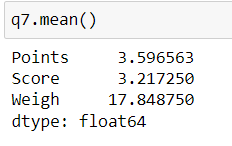 q7.mean()
Points 3.596563
Score 3.217250
Weigh 17.848750
dtype: float64